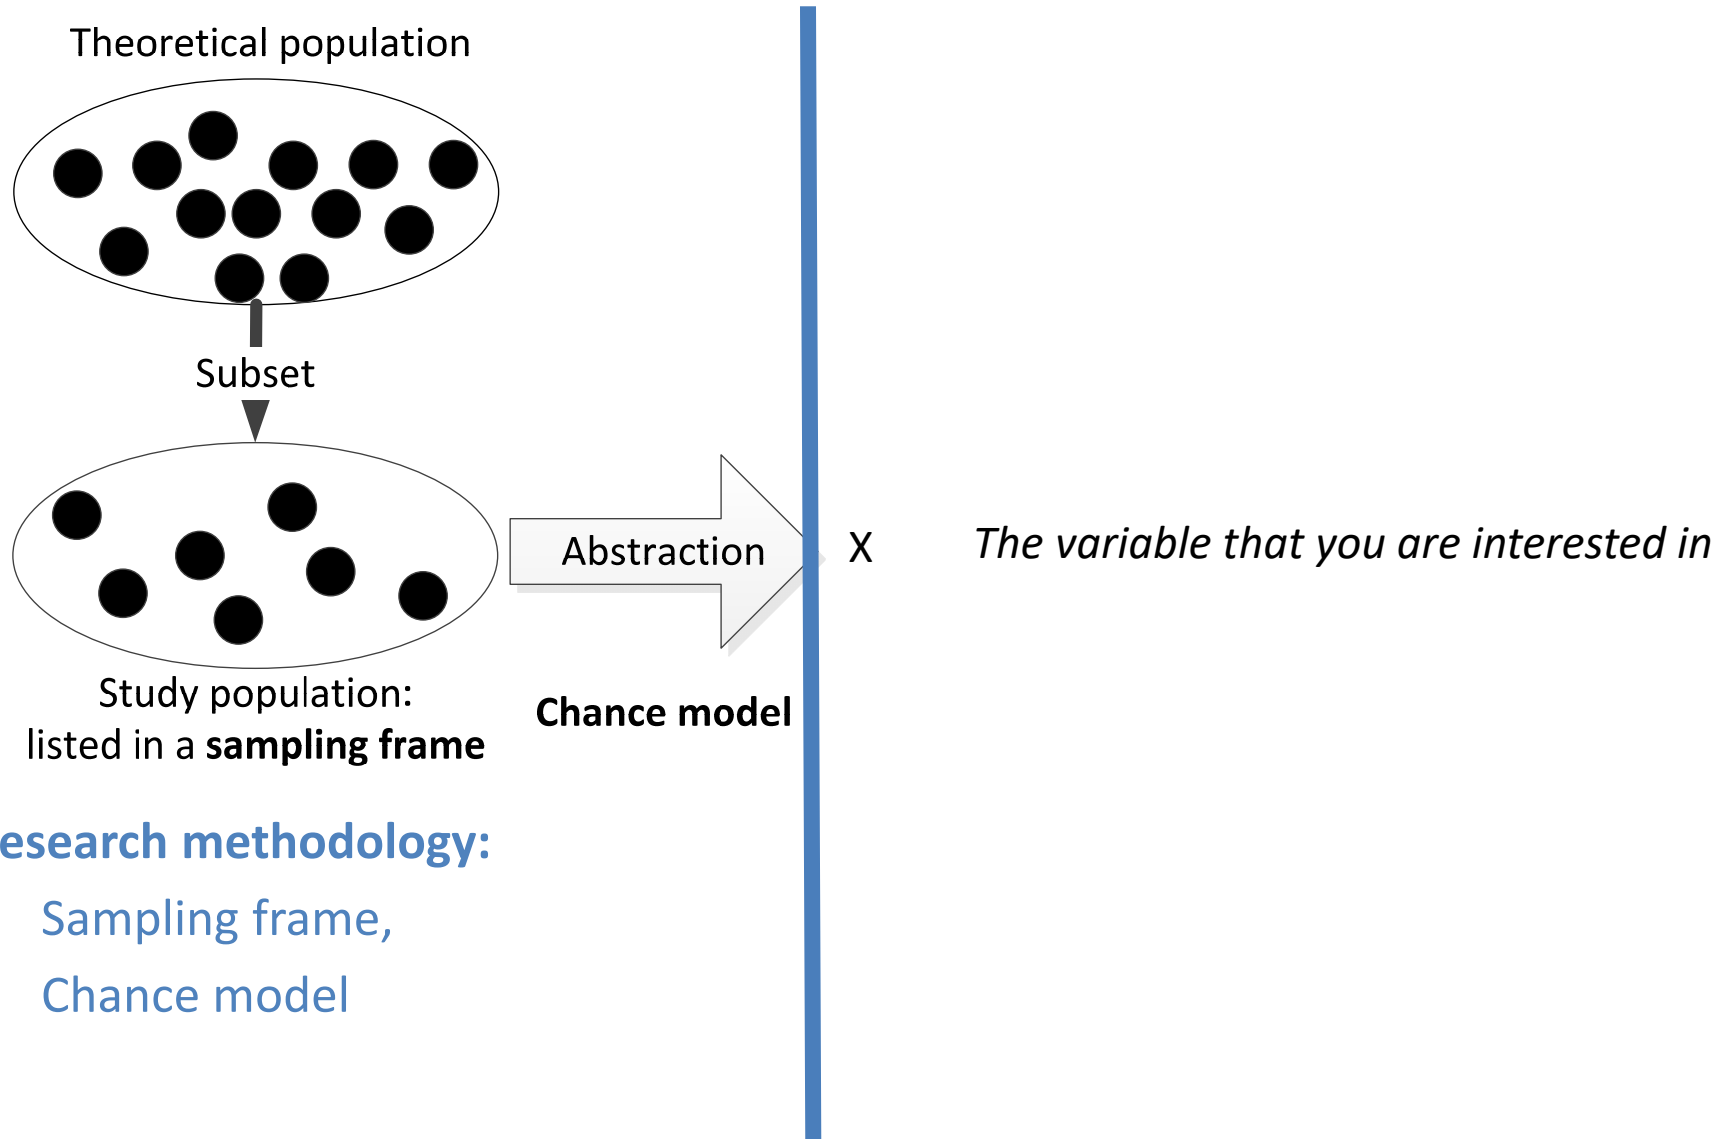 Theoretical population
Subset
Abstraction
X
The variable that you are interested in
Study population:
listed in a sampling frame
Chance model
esearch methodology:
Sampling frame,
Chance model